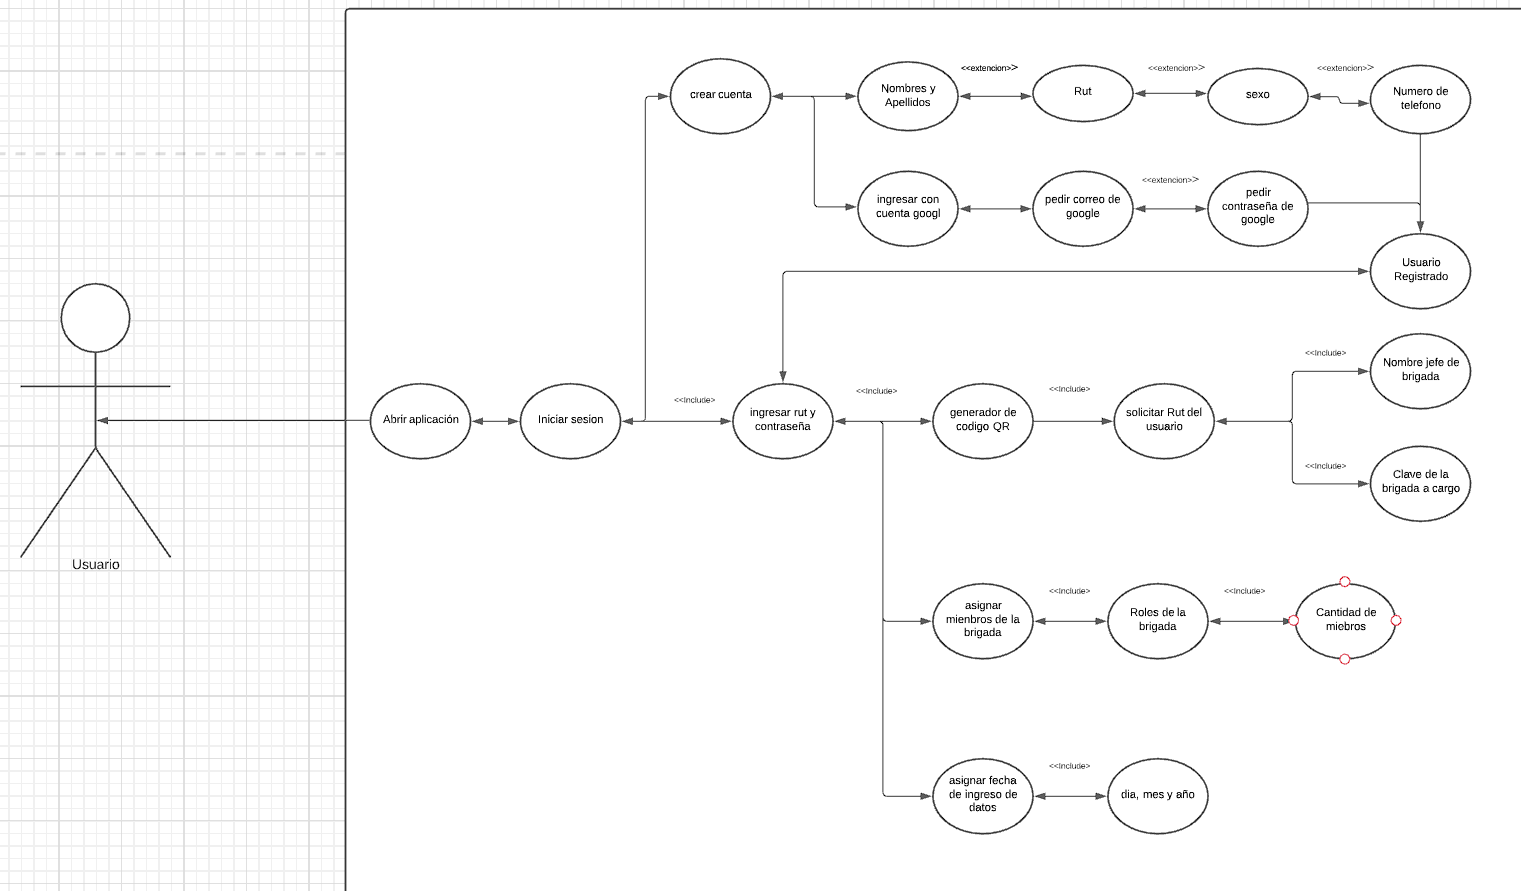 crear cuenta
Nombres y
Apellidos
<<extencion>>
Rut
<<extencion>>
sexo
<<extencion>>
Numero de
telefono
ingresar con
cuenta googl
pedir correo de
google
<<extencion>>
pedir
contraseña de
google
Usuario
Registrado
Usuario
Abrir aplicación
Iniciar sesion
<<Include>
ingresar rut y
contraseña
<<Include>
generador de
codigo QR
<<Include>
solicitar Rut del
usuario
<<Include>
Nombre jefe de
brigada
<<Include>
Clave de la
brigada a cargo
asignar
mienbros de la
brigada
<<Include>
Roles de la
brigada
<<Include>
Cantidad de
miebros
asignar fecha
de ingreso de
datos
<<Include>
dia, mes y año